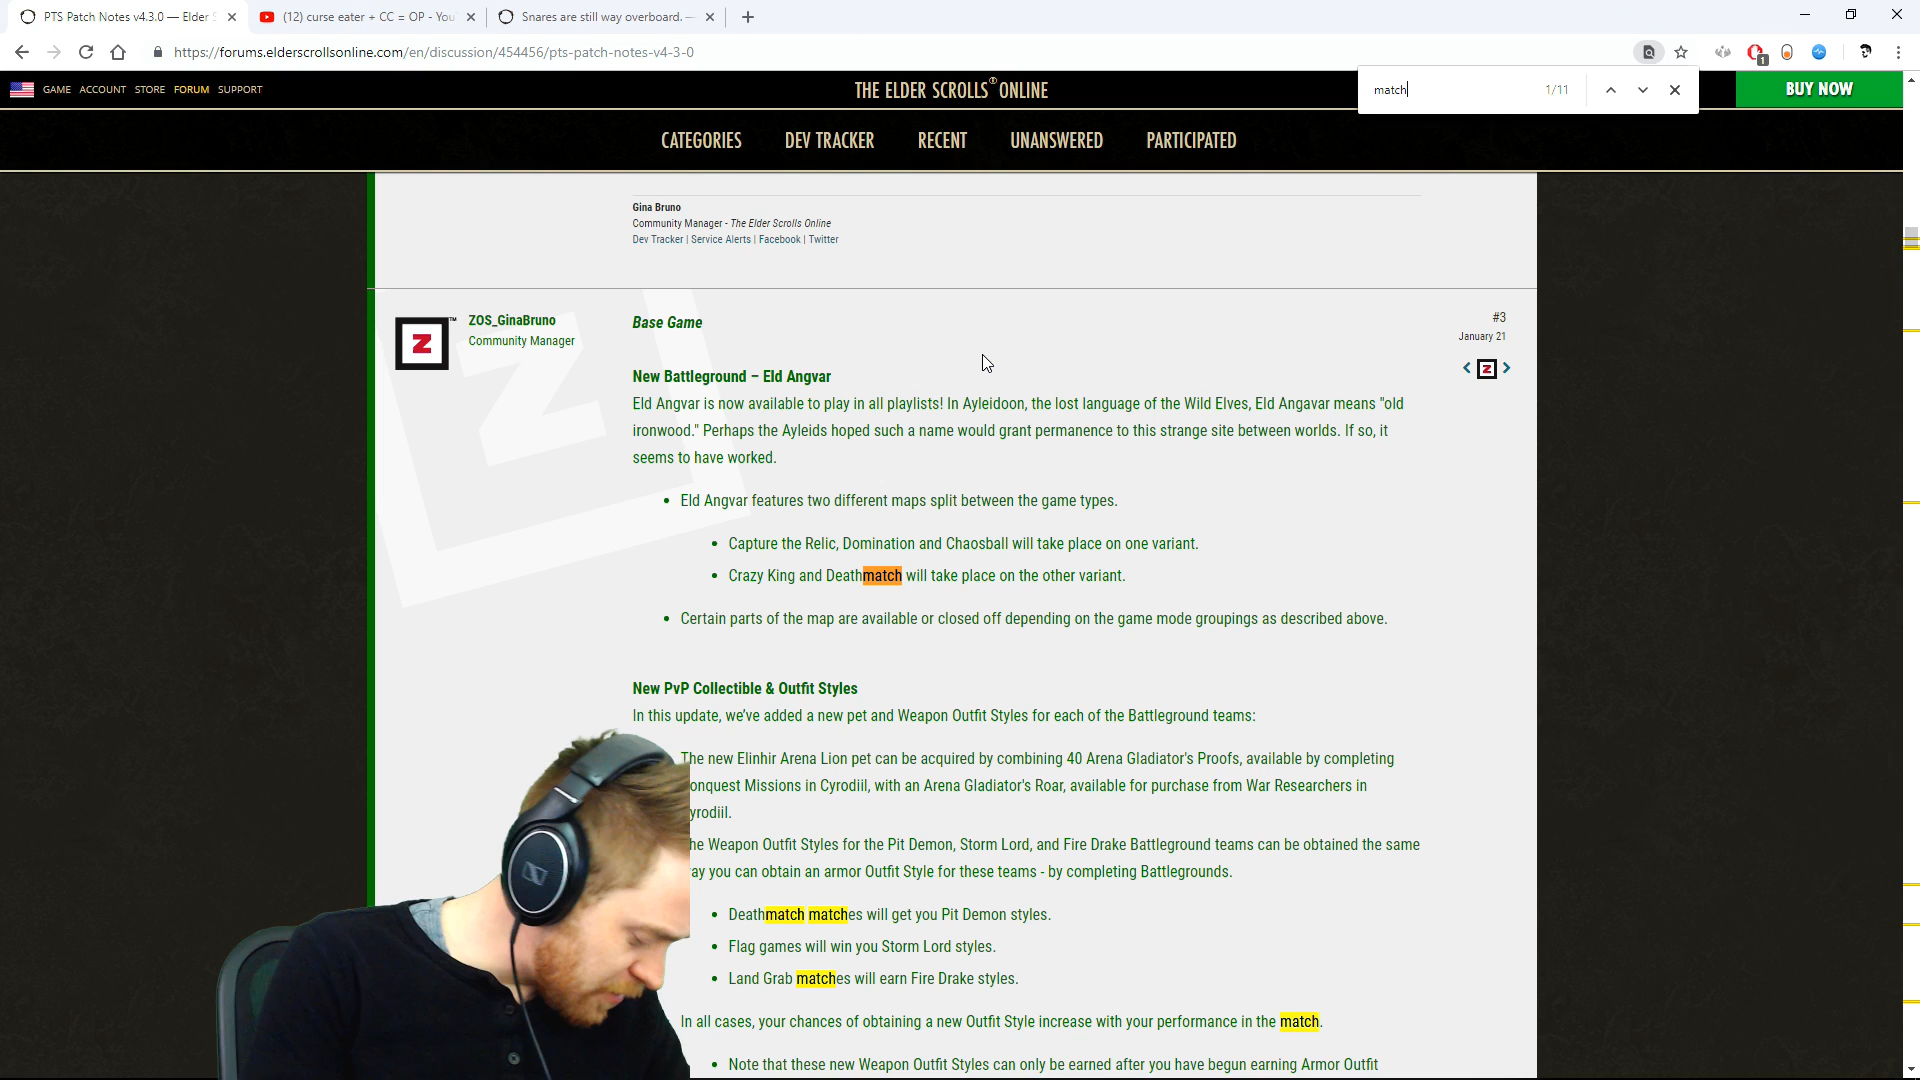 PTS Patch Notes v4.3.0 — Elder S
(12) curse eater + CC = OP - You
Snares are still way overboard. —
https://forums.elderscrollsonline.com/en/discussion/454456/pts-patch-notes-v4-3-0
1
match
1/11
GAME ACCOUNT STORE FORUM SUPPORT
THE ELDER SCROLLS® ONLINE
BUY NOW
CATEGORIES DEV TRACKER RECENT UNANSWERED PARTICIPATED
Gina Bruno
Community Manager - The Elder Scrolls Online
Dev Tracker | Service Alerts | Facebook | Twitter
Z ™
ZOS_GinaBruno
Community Manager
#3
January 21
< Z >
Base Game
New Battleground – Eld Angvar
Eld Angvar is now available to play in all playlists! In Ayleidoon, the lost language of the Wild Elves, Eld Angavar means "old
ironwood." Perhaps the Ayleids hoped such a name would grant permanence to this strange site between worlds. If so, it
seems to have worked.
• Eld Angvar features two different maps split between the game types.
• Capture the Relic, Domination and Chaosball will take place on one variant.
• Crazy King and Deathmatch will take place on the other variant.
• Certain parts of the map are available or closed off depending on the game mode groupings as described above.
New PvP Collectible & Outfit Styles
In this update, we've added a new pet and Weapon Outfit Styles for each of the Battleground teams:
The new Elinhir Arena Lion pet can be acquired by combining 40 Arena Gladiator's Proofs, available by completing
onquest Missions in Cyrodiil, with an Arena Gladiator's Roar, available for purchase from War Researchers in
yrodiil.
he Weapon Outfit Styles for the Pit Demon, Storm Lord, and Fire Drake Battleground teams can be obtained the same
ay you can obtain an armor Outfit Style for these teams - by completing Battlegrounds.
• Deathmatch matches will get you Pit Demon styles.
• Flag games will win you Storm Lord styles.
• Land Grab matches will earn Fire Drake styles.
In all cases, your chances of obtaining a new Outfit Style increase with your performance in the match.
• Note that these new Weapon Outfit Styles can only be earned after you have begun earning Armor Outfit